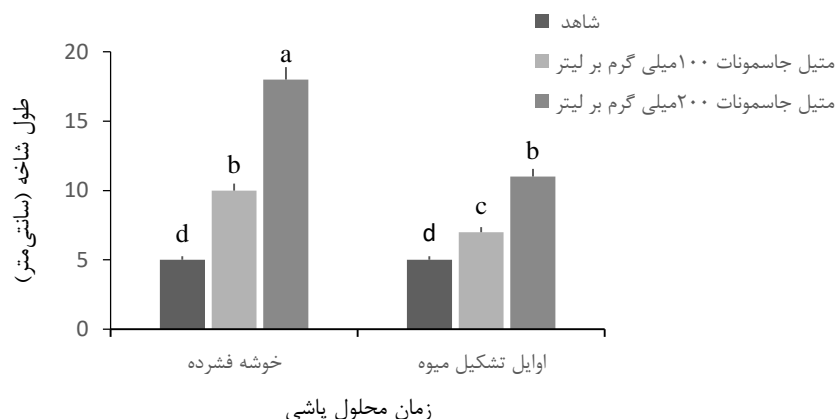 شاهد
متیل جاسمونات ۱۰۰میلی گرم بر لیتر
متیل جاسمونات ۲۰۰میلی گرم بر لیتر
طول شاخه (سانتی‌متر)
20
15
10
5
0
d
b
a
d
c
b
خوشه فشرده
اوایل تشکیل میوه
زمان محلول پاشی